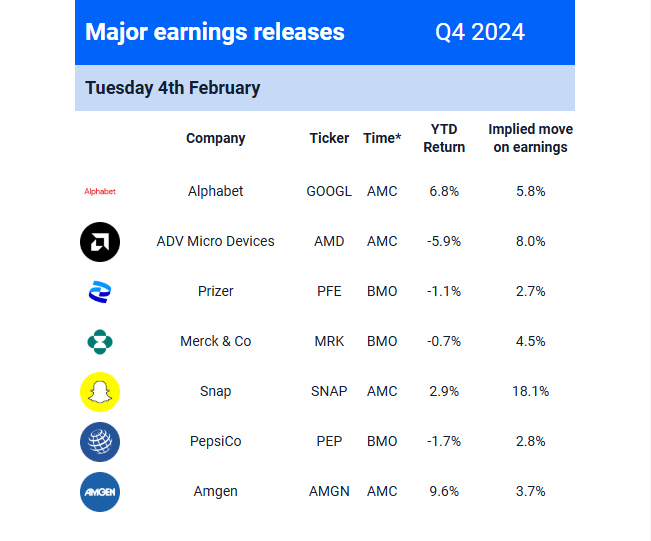 Major earnings releases Q4 2024
Tuesday 4th February
Company Ticker Time* YTD Return Implied move on earnings
Alphabet Alphabet GOOGL AMC 6.8% 5.8%
ADV Micro Devices AMD AMC -5.9% 8.0%
Prizer PFE BMO -1.1% 2.7%
Merck & Co MRK BMO -0.7% 4.5%
Snap SNAP AMC 2.9% 18.1%
PepsiCo PEP BMO -1.7% 2.8%
AMGEN Amgen AMGN AMC 9.6% 3.7%